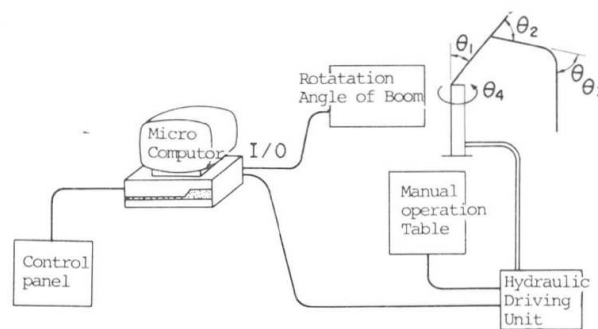 Rotatation
Angle of Boom
θ1
θ2
θ4
Micro
Computor
I/O
Manual
operation
Table
Control
panel
Hydraulic
Driving
Unit